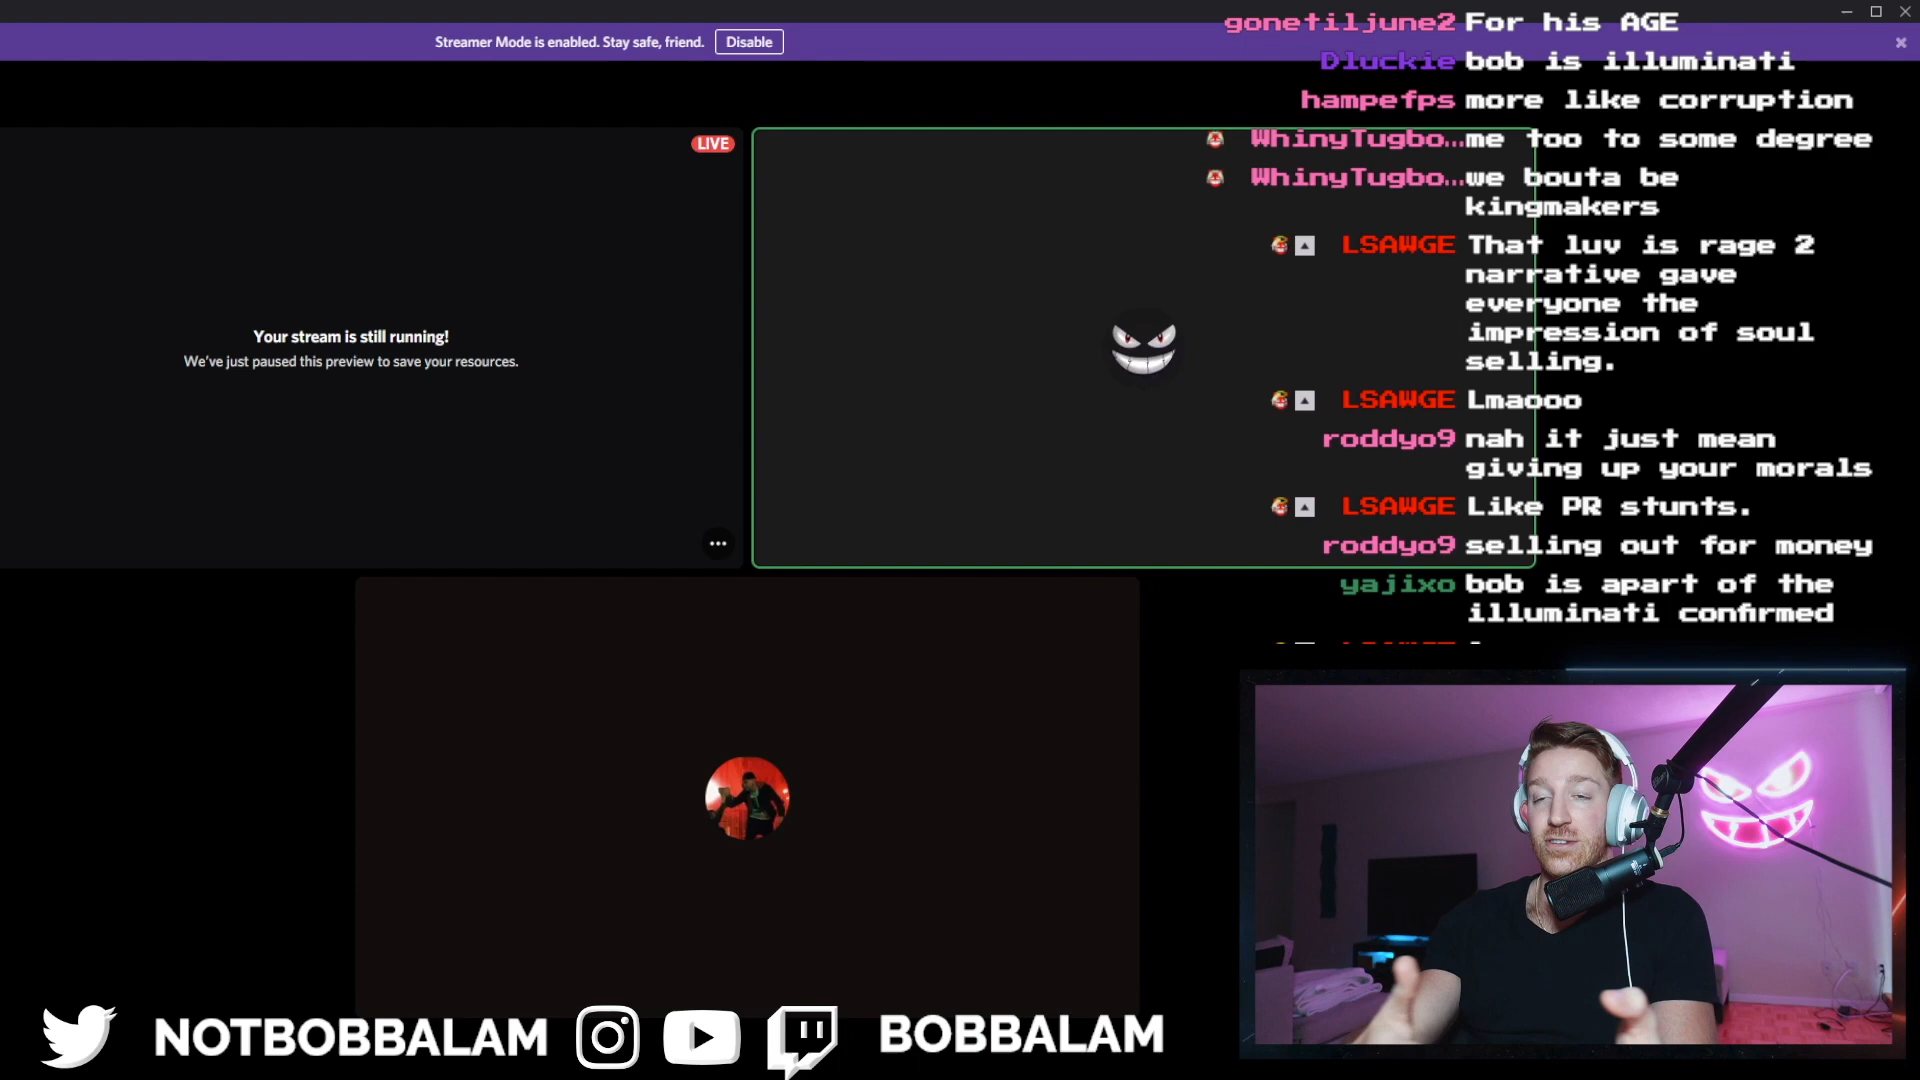 Streamer Mode is enabled. Stay safe, friend. Disable
LIVE
Your stream is still running!
We've just paused this preview to save your resources.
gonetiljune2 For his AGE
D1uckie bob is illuminati
hampefps more like corruption
WhinyTugbo… me too to some degree
WhinyTugbo… we bouta be
kingmakers
LSAWGE That luv is rage 2
narrative gave
everyone the
impression of soul
selling.
LSAWGE Lmaooo
roddyo9 nah it just mean
giving up your morals
LSAWGE Like PR stunts.
roddyo9 selling out for money
yajixo bob is apart of the
illuminati confirmed
NOTBOBBALAM BOBBALAM